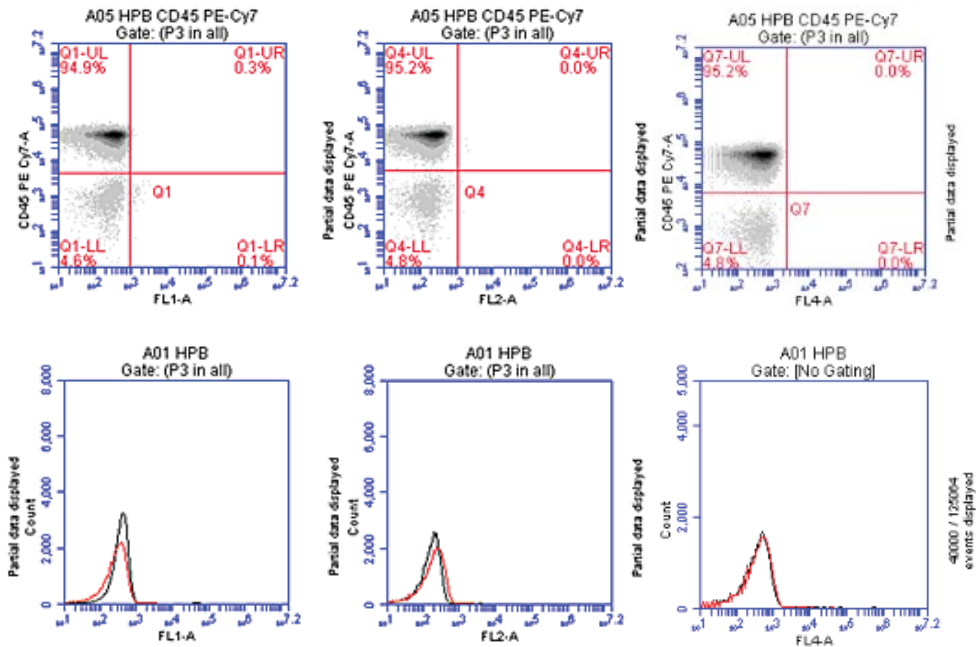 A05 HPB CD45 PE-Cy7
Gate: (P3 in all)
Q1-UL
94.9%
Q1-UR
0.3%
Q1
Q1-LL
4.6%
Q1-LR
0.1%
CD45 PE Cy7-A
FL1-A
A05 HPB CD45 PE-Cy7
Gate: (P3 in all)
Q4-UL
95.2%
Q4-UR
0.0%
Q4
Q4-LL
4.8%
Q4-LR
0.0%
Partial data displayed
CD45 PE Cy7-A
FL2-A
A05 HPB CD45 PE-Cy7
Gate: (P3 in all)
Q7-UL
95.2%
Q7-UR
0.0%
Q7
Q7-LL
4.8%
Q7-LR
0.0%
Partial data displayed
CD45 PE Cy7-A
FL4-A
Partial data displayed
A01 HPB
Gate: (P3 in all)
8,000
6,000
4,000
2,000
0
Partial data displayed
Count
FL1-A
A01 HPB
Gate: (P3 in all)
8,000
6,000
4,000
2,000
0
Partial data displayed
Count
FL2-A
A01 HPB
Gate: [No Gating]
5,000
4,000
2,000
0
Partial data displayed
Count
FL4-A
40000 / 125064
events displayed